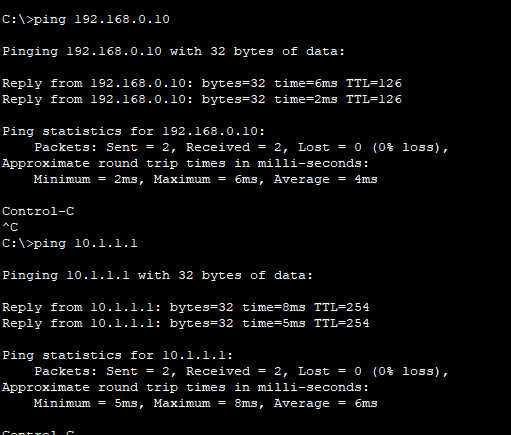 C:\>ping 192.168.0.10
Pinging 192.168.0.10 with 32 bytes of data:
Reply from 192.168.0.10: bytes=32 time=6ms TTL=126
Reply from 192.168.0.10: bytes=32 time=2ms TTL=126
Ping statistics for 192.168.0.10:
    Packets: Sent = 2, Received = 2, Lost = 0 (0% loss),
Approximate round trip times in milli-seconds:
    Minimum = 2ms, Maximum = 6ms, Average = 4ms
Control-C
^C
C:\>ping 10.1.1.1
Pinging 10.1.1.1 with 32 bytes of data:
Reply from 10.1.1.1: bytes=32 time=8ms TTL=254
Reply from 10.1.1.1: bytes=32 time=5ms TTL=254
Ping statistics for 10.1.1.1:
    Packets: Sent = 2, Received = 2, Lost = 0 (0% loss),
Approximate round trip times in milli-seconds:
    Minimum = 5ms, Maximum = 8ms, Average = 6ms
Control-C